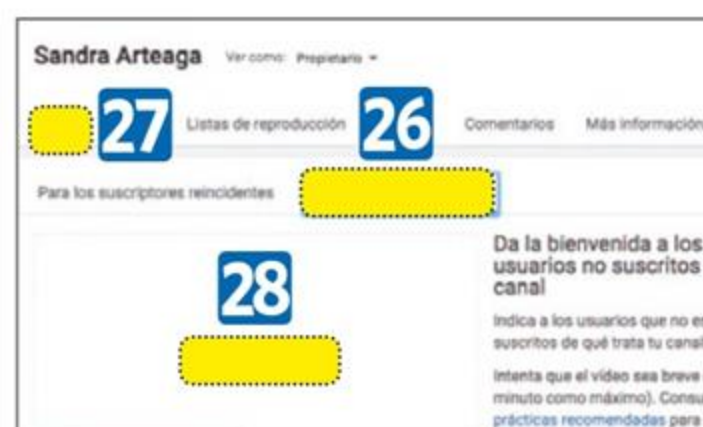 Sandra Arteaga Ver como: Propietario
27 Listas de reproducción 26 Comentarios Más información
Para los suscriptores reincidentes
28
Da la bienvenida a los
usuarios no suscritos
canal
Indica a los usuarios que no
suscritos de qué trata tu canal
Intenta que el vídeo sea breve
minuto como máximo). Consu
prácticas recomendadas para